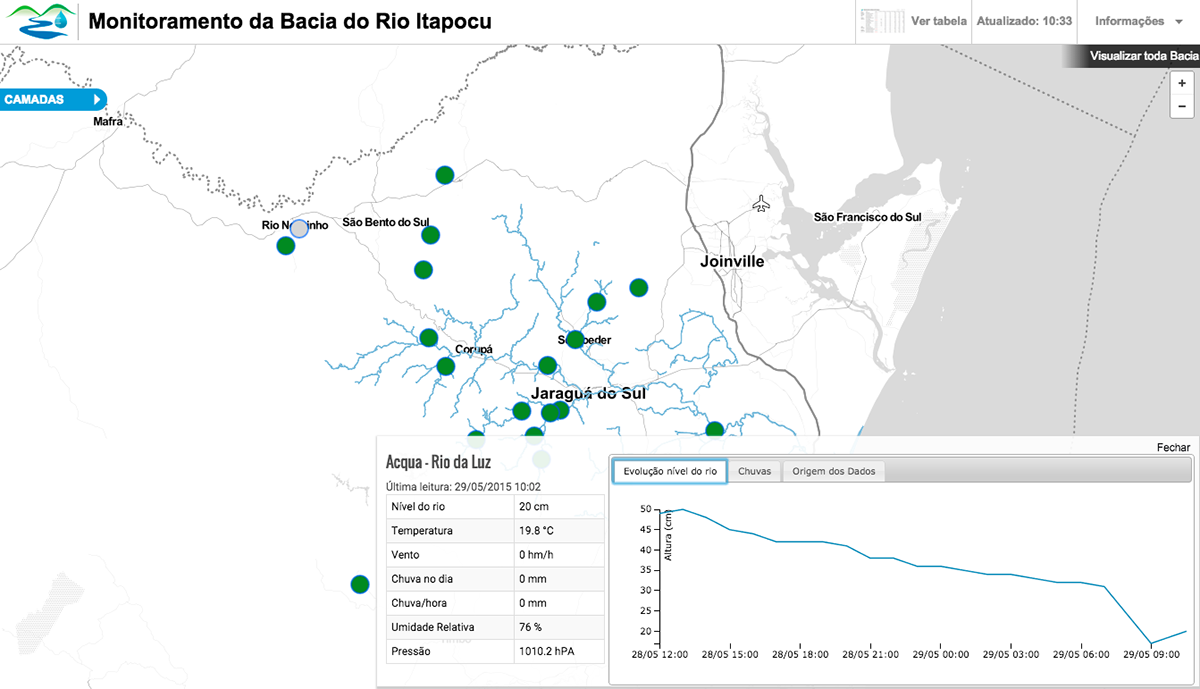 Monitoramento da Bacia do Rio Itapocu
Ver tabela
Atualizado: 10:33
Informações
Visualizar toda Bacia
+
−
CAMADAS
Mafra
Rio N inho
São Bento do Sul
São Francisco do Sul
Joinville
Corupá
Jaraguá do Sul
Fechar
Acqua - Rio da Luz
Última leitura: 29/05/2015 10:02
Nível do rio 20 cm
Temperatura 19.8 °C
Vento 0 hm/h
Chuva no dia 0 mm
Chuva/hora 0 mm
Umidade Relativa 76 %
Pressão 1010.2 hPA
Evolução nível do rio
Chuvas
Origem dos Dados
Altura (cm)
50
45
40
35
30
25
20
28/05 12:00 28/05 15:00 28/05 18:00 28/05 21:00 29/05 00:00 29/05 03:00 29/05 06:00 29/05 09:00